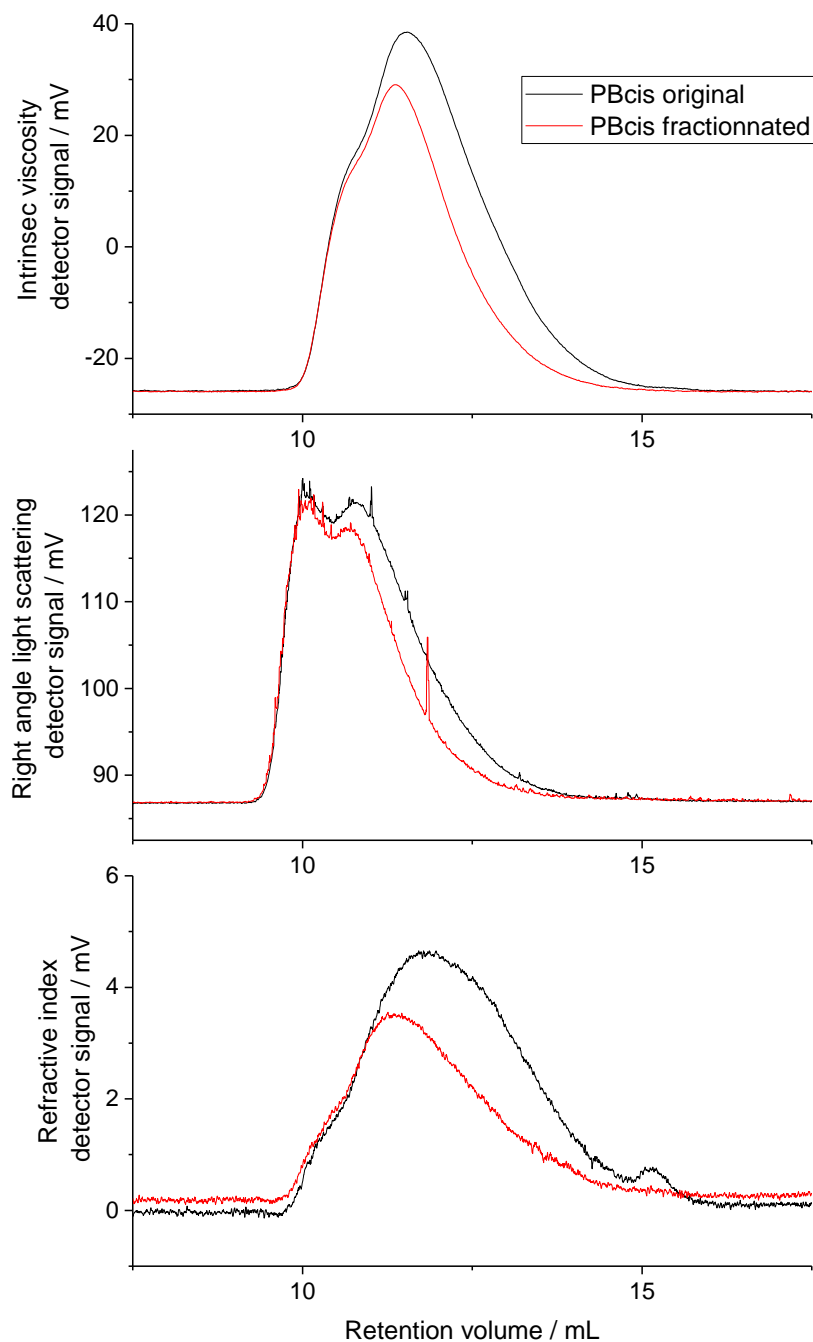 40
20
0
-20
Intrinsec viscosity
detector signal / mV
PBcis original
PBcis fractionnated
10
15
120
110
100
90
Right angle light scattering
detector signal / mV
10
15
6
4
2
0
Refractive index
detector signal / mV
10
15
Retention volume / mL